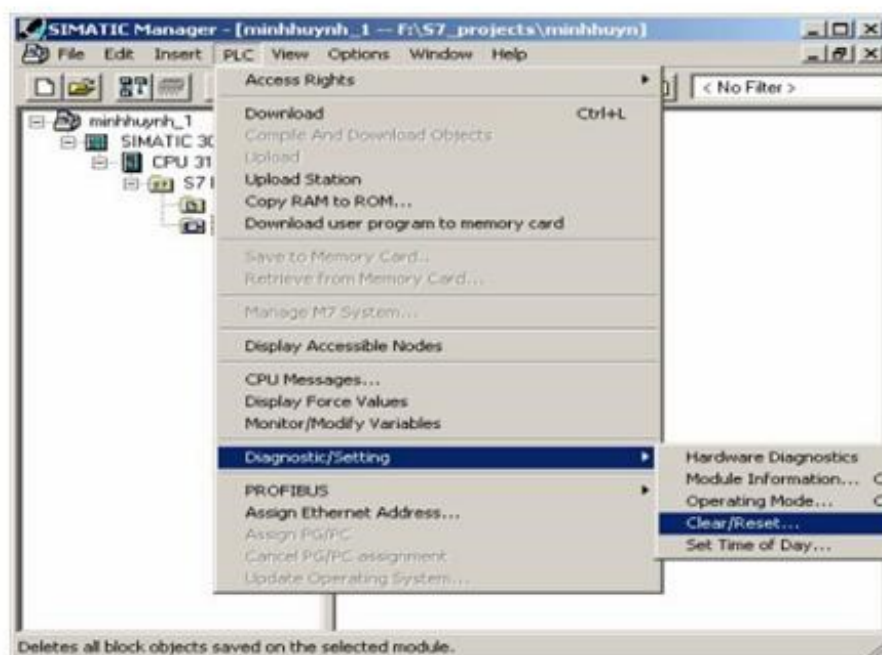 SIMATIC Manager - [minhhuynh_1 -- F:\S7_projects\minhhuyn]
File Edit Insert PLC View Options Window Help
< No Filter >
minhhuynh_1
SIMATIC 30
CPU 31
S7
Access Rights
Download Ctrl+L
Compile And Download Objects
Upload
Upload Station
Copy RAM to ROM...
Download user program to memory card
Save to Memory Card...
Retrieve from Memory Card...
Manage M7 System...
Display Accessible Nodes
CPU Messages...
Display Force Values
Monitor/Modify Variables
Diagnostic/Setting
PROFIBUS
Assign Ethernet Address...
Assign PG/PC
Cancel PG/PC assignment
Update Operating System...
Hardware Diagnostics
Module Information... C
Operating Mode... C
Clear/Reset...
Set Time of Day...
Deletes all block objects saved on the selected module.